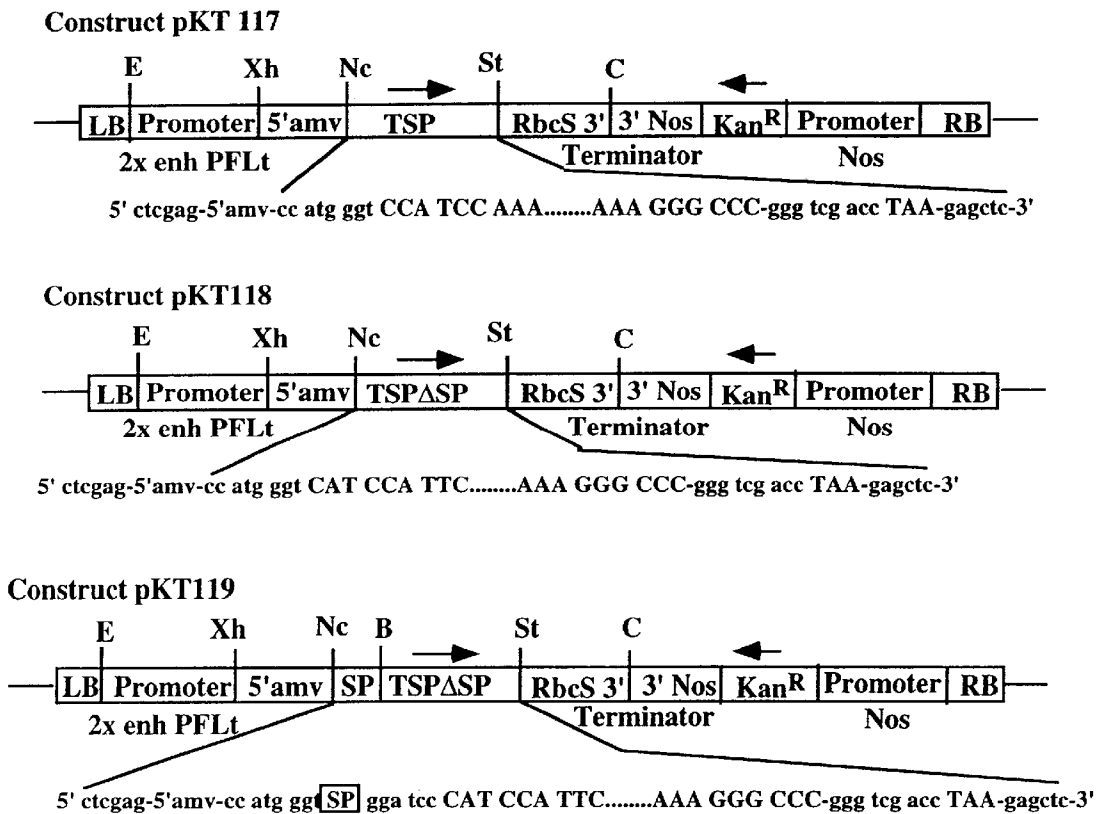 Construct pKT 117
E Xh Nc St C
LB Promoter 5'amv TSP RbcS 3' 3' Nos Kan^R Promoter RB
2x enh PFLt Terminator Nos
5' ctcgag-5'amv-cc atg ggt CCA TCC AAA........AAA GGG CCC-ggg tcg acc TAA-gagctc-3'
Construct pKT118
E Xh Nc St C
LB Promoter 5'amv TSPΔSP RbcS 3' 3' Nos Kan^R Promoter RB
2x enh PFLt Terminator Nos
5' ctcgag-5'amv-cc atg ggt CAT CCA TTC........AAA GGG CCC-ggg tcg acc TAA-gagctc-3'
Construct pKT119
E Xh Nc B St C
LB Promoter 5'amv SP TSPΔSP RbcS 3' 3' Nos Kan^R Promoter RB
2x enh PFLt Terminator Nos
5' ctcgag-5'amv-cc atg ggt SP gga tcc CAT CCA TTC........AAA GGG CCC-ggg tcg acc TAA-gagctc-3'